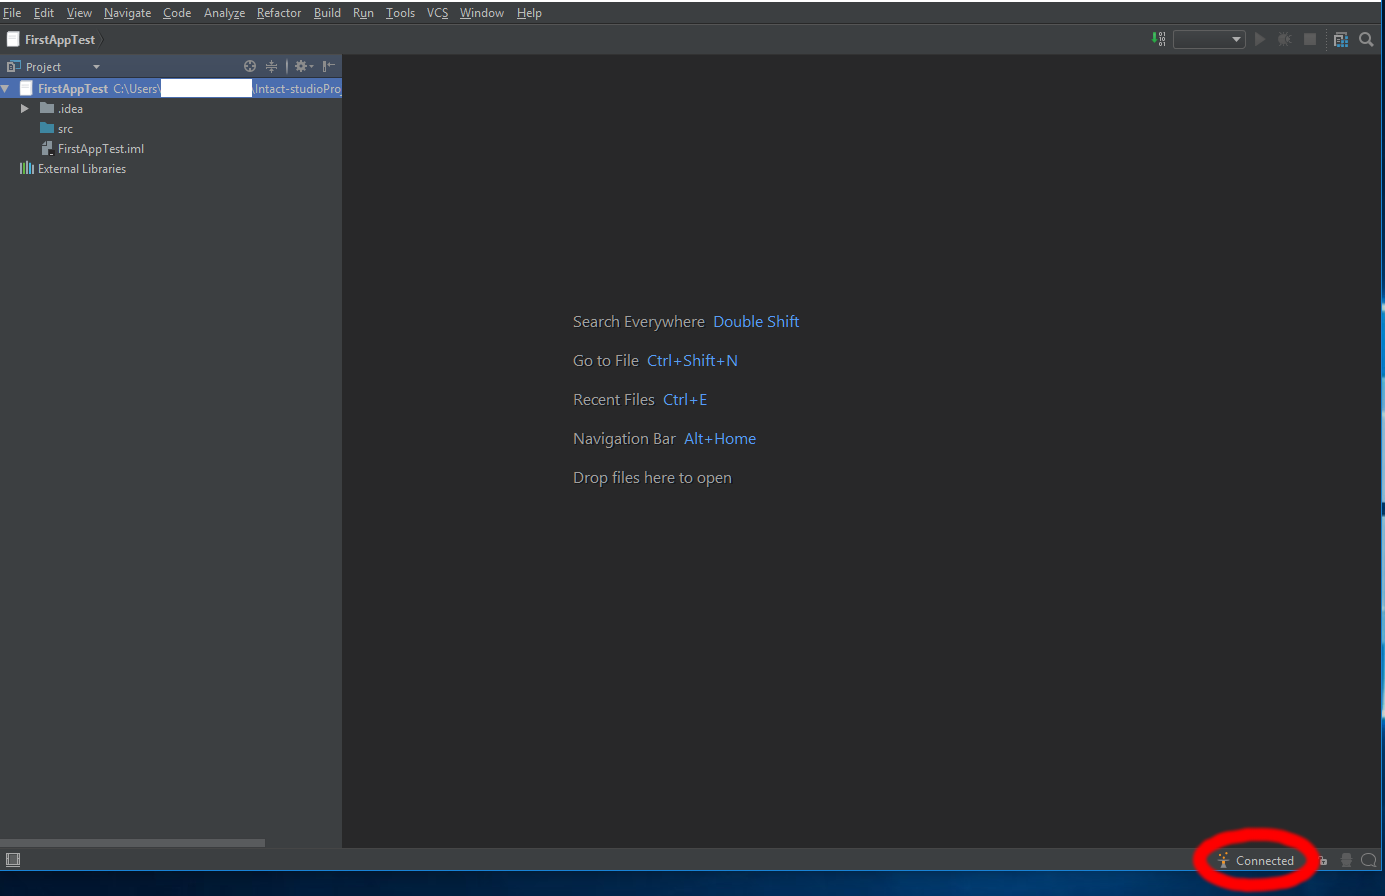 File Edit View Navigate Code Analyze Refactor Build Run Tools VCS Window Help
FirstAppTest
Project
FirstAppTest C:\Users\ \Intact-studioPro
.idea
src
FirstAppTest.iml
External Libraries
Search Everywhere Double Shift
Go to File Ctrl+Shift+N
Recent Files Ctrl+E
Navigation Bar Alt+Home
Drop files here to open
Connected